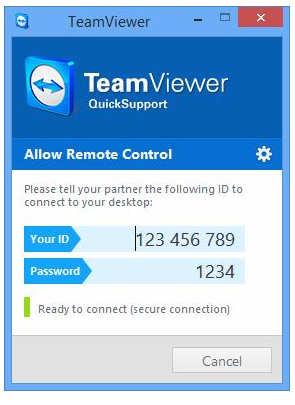 TeamViewer
TeamViewer
QuickSupport
Allow Remote Control
Please tell your partner the following ID to
connect to your desktop:
Your ID 123 456 789
Password 1234
Ready to connect (secure connection)
Cancel